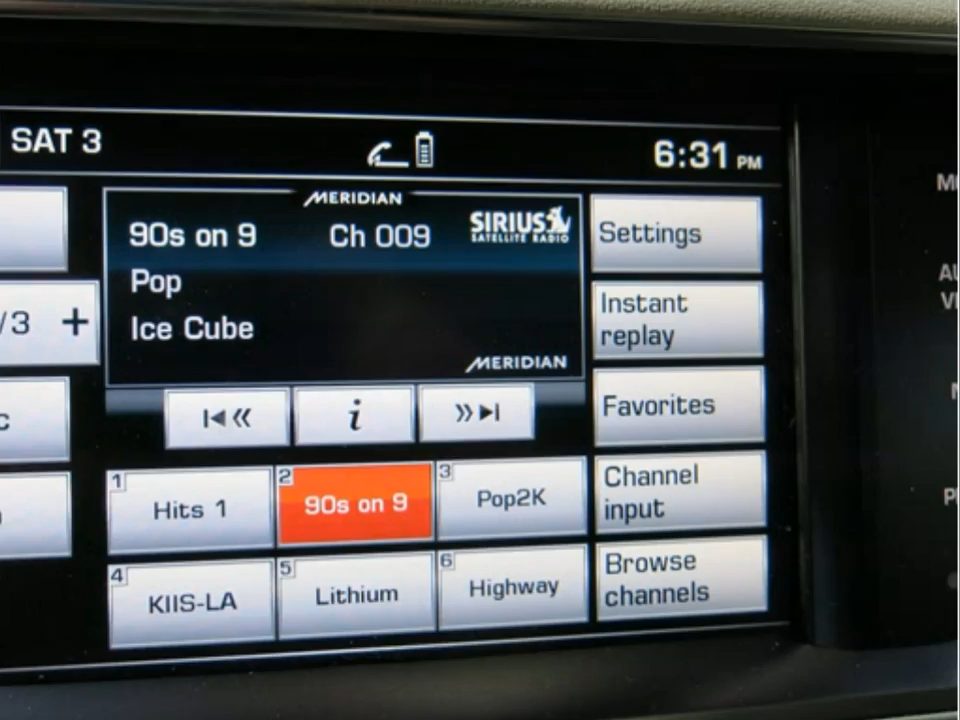 SAT 3
6:31 PM
MERIDIAN
90s on 9
Ch 009
SIRIUS
SATELLITE RADIO
Pop
Ice Cube
MERIDIAN
Settings
Instant
replay
Favorites
Channel
input
Browse
channels
/3 +
i
1 Hits 1
2 90s on 9
3 Pop2K
4 KIIS-LA
5 Lithium
6 Highway